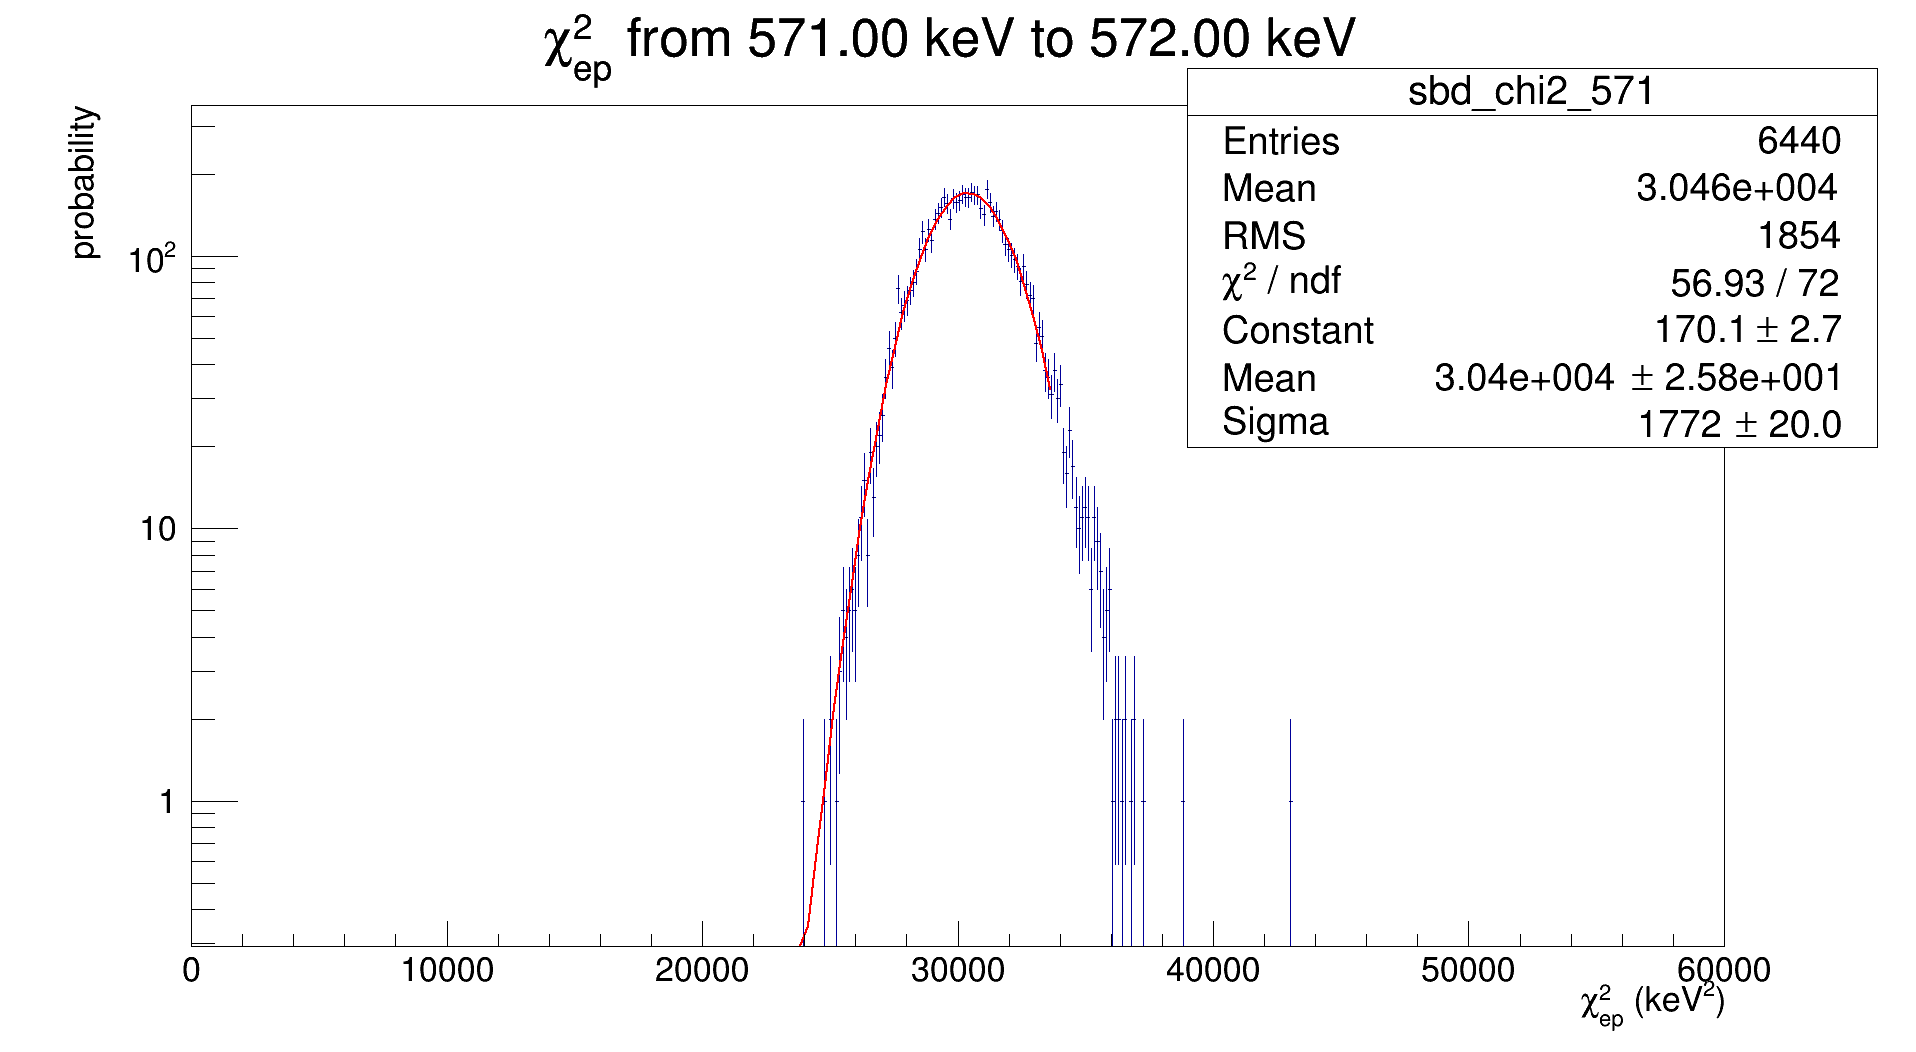 χ²ep from 571.00 keV to 572.00 keV
sbd_chi2_571
Entries 6440
Mean 3.046e+004
RMS 1854
χ² / ndf 56.93 / 72
Constant 170.1 ± 2.7
Mean 3.04e+004 ± 2.58e+001
Sigma 1772 ± 20.0
probability
10²
10
1
0 10000 20000 30000 40000 50000 60000
χ²ep (keV²)